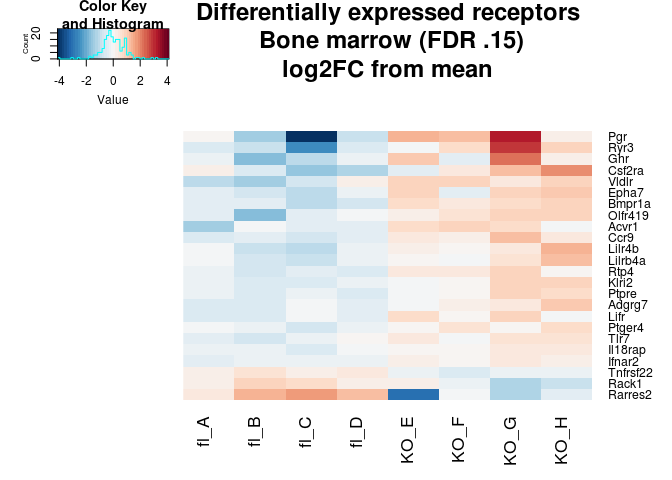 Color Key
and Histogram
Count
0
20
-4 -2 0 2 4
Value
Differentially expressed receptors
Bone marrow (FDR .15)
log2FC from mean
Pgr
Ryr3
Ghr
Csf2ra
Vldlr
Epha7
Bmpr1a
Olfr419
Acvr1
Ccr9
Lilr4b
Lilrb4a
Rtp4
Klri2
Ptpre
Adgrg7
Lifr
Ptger4
Tlr7
Il18rap
Ifnar2
Tnfrsf22
Rack1
Rarres2
fl_A
fl_B
fl_C
fl_D
KO_E
KO_F
KO_G
KO_H